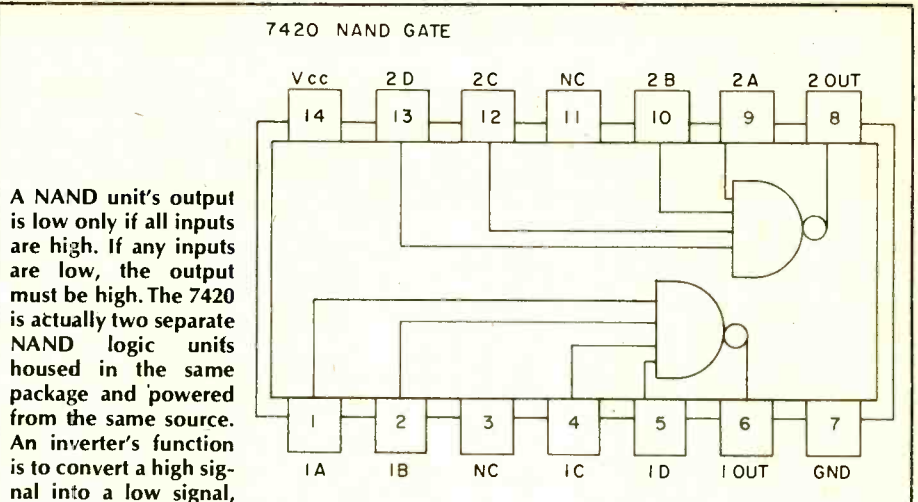 7420 NAND GATE
Vcc 2D 2C NC 2B 2A 2 OUT
14 13 12 11 10 9 8
A NAND unit's output
is low only if all inputs
are high. If any inputs
are low, the output
must be high. The 7420
is actually two separate
NAND logic units
housed in the same
package and powered
from the same source.
An inverter's function
is to convert a high sig-
nal into a low signal,
1 2 3 4 5 6 7
1A 1B NC 1C 1D 1 OUT GND